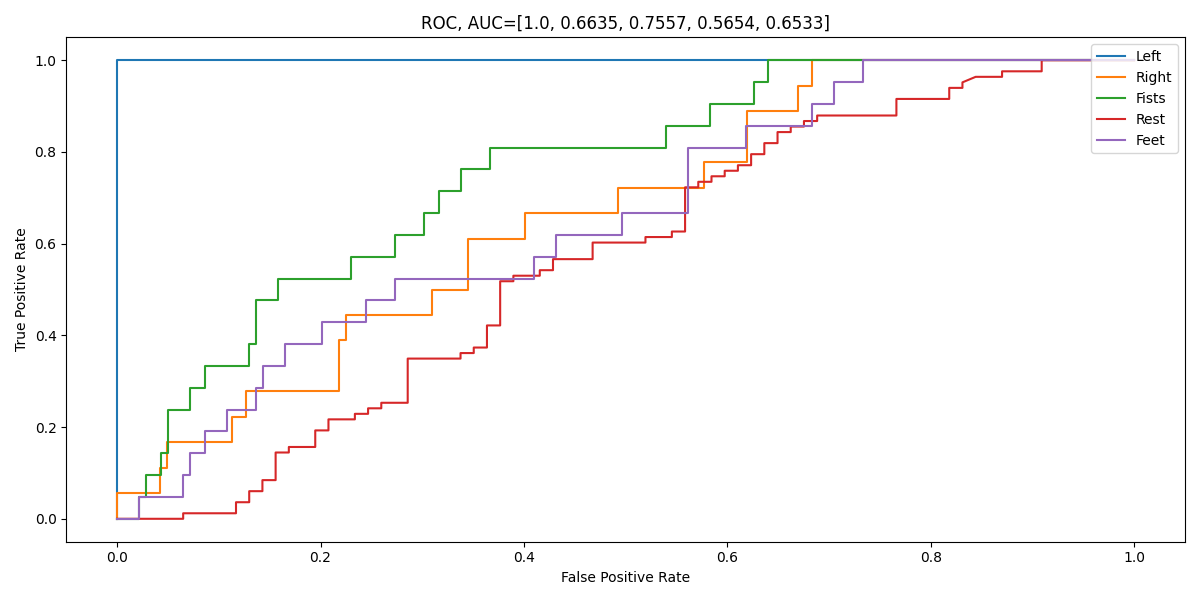 ROC, AUC=[1.0, 0.6635, 0.7557, 0.5654, 0.6533]
Left
Right
Fists
Rest
Feet
True Positive Rate
1.0
0.8
0.6
0.4
0.2
0.0
0.0 0.2 0.4 0.6 0.8 1.0
False Positive Rate